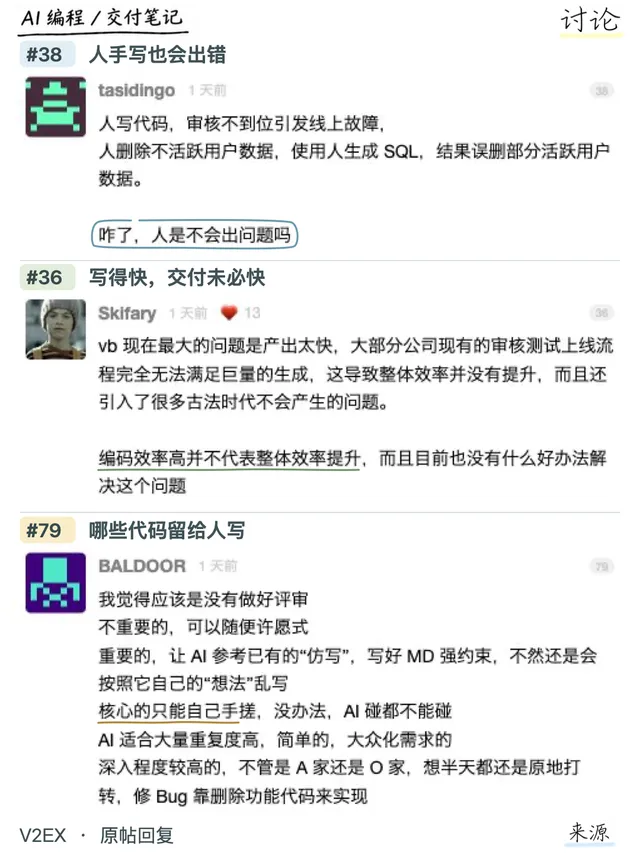 AI 编程 / 交付笔记
讨论
#38 人手写也会出错
tasidingo 1 天前 38
人写代码，审核不到位引发线上故障，
人删除不活跃用户数据，使用人生成 SQL，结果误删部分活跃用户
数据。
咋了，人是不会出问题吗
#36 写得快，交付未必快
Skifary 1 天前 ❤️ 13 36
vb 现在最大的问题是产出太快，大部分公司现有的审核测试上线流
程完全无法满足巨量的生成，这导致整体效率并没有提升，而且还
引入了很多古法时代不会产生的问题。
编码效率高并不代表整体效率提升，而且目前也没有什么好办法解
决这个问题
#79 哪些代码留给人写
BALDOOR 1 天前 79
我觉得应该是没有做好评审
不重要的，可以随便许愿式
重要的，让 AI 参考已有的“仿写”，写好 MD 强约束，不然还是会
按照它自己的“想法”乱写
核心的只能自己手搓，没办法，AI 碰都不能碰
AI 适合大量重复度高，简单的，大众化需求的
深入程度较高的，不管是 A 家还是 O 家，想半天都还是原地打
转，修 Bug 靠删除功能代码来实现
V2EX · 原帖回复
来源